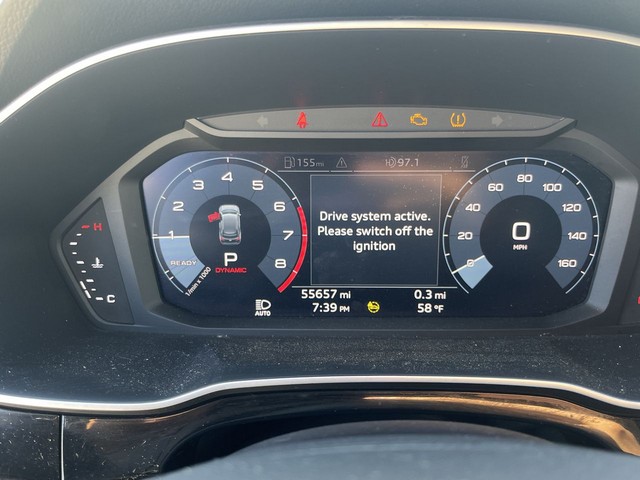 155mi 97.1
3 4 5 6
2 7
1 8
READY
1/min x 1000
P
DYNAMIC
Drive system active.
Please switch off the
ignition
60 80 100
40 120
20 140
0 160
0
MPH
H
C
AUTO
55657 mi 0.3 mi
7:39 PM 58 °F